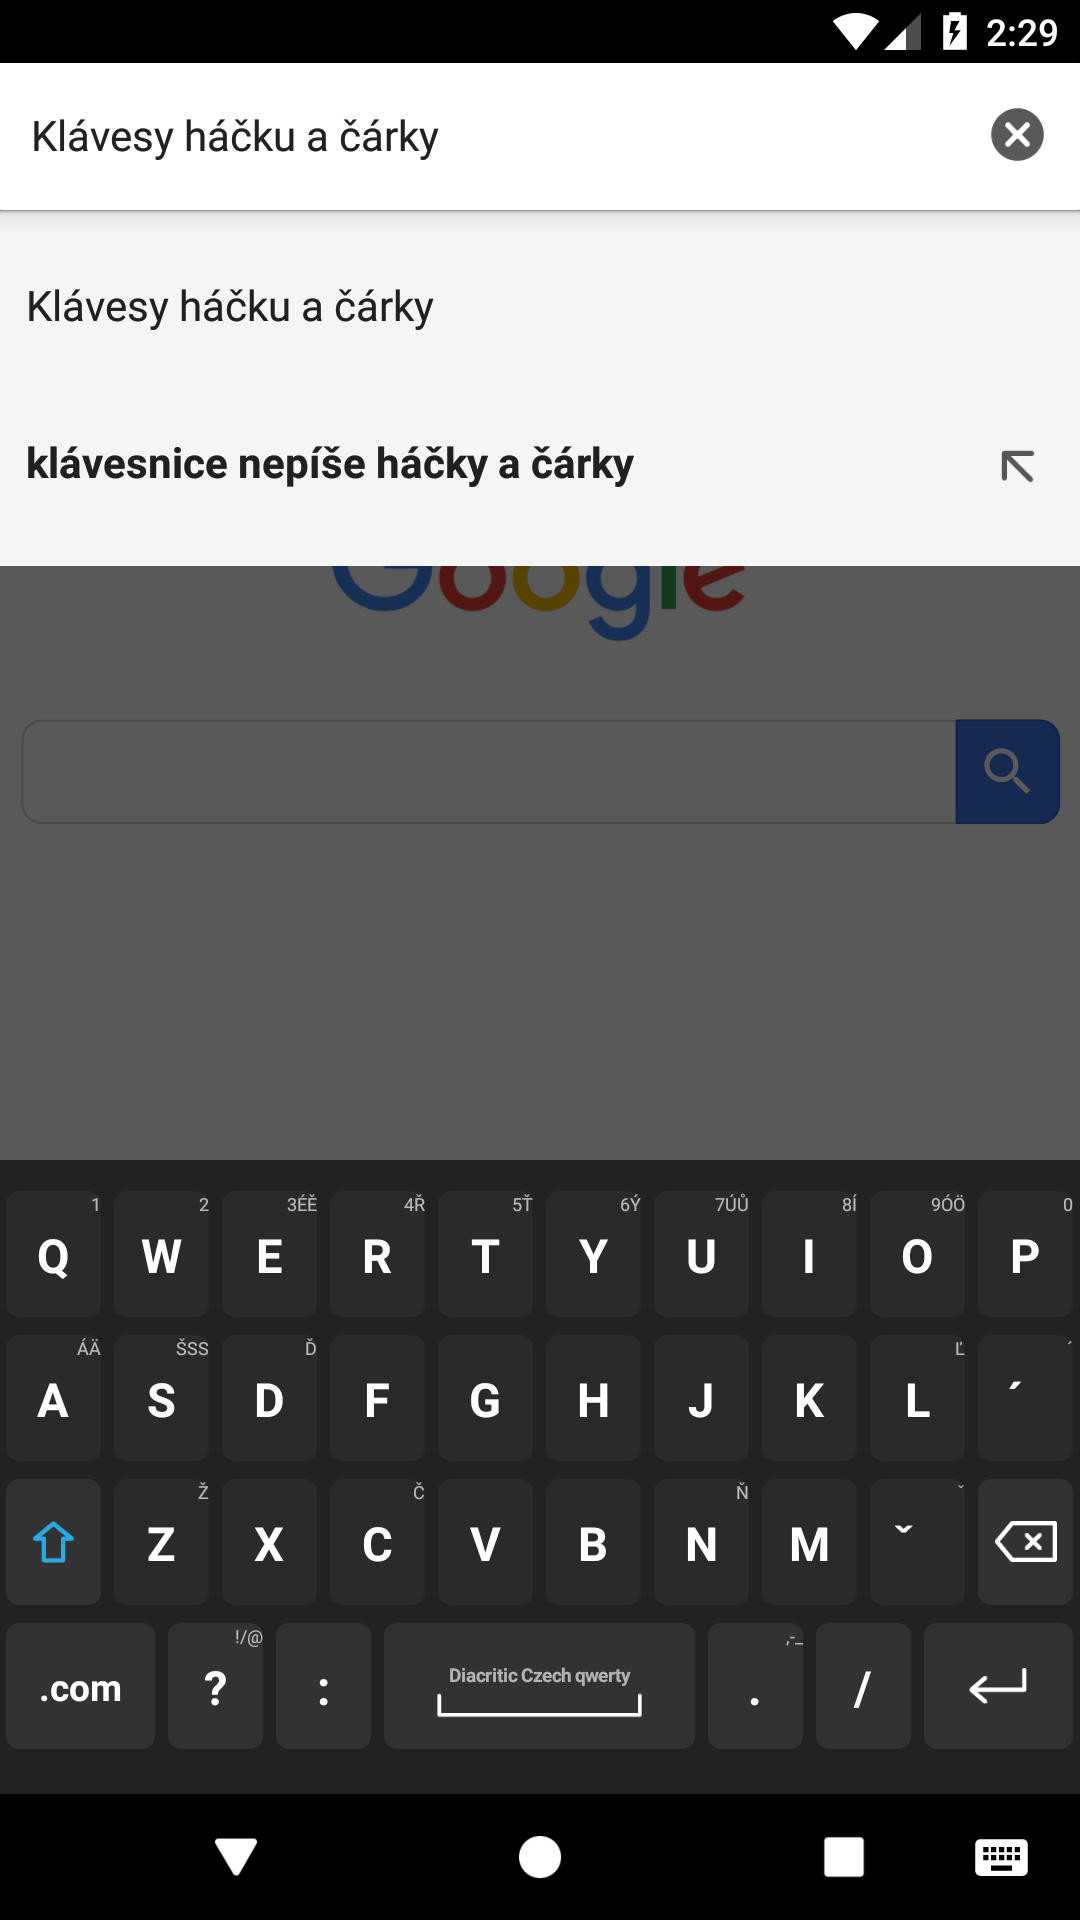 2:29
Klávesy háčku a čárky
Klávesy háčku a čárky
klávesnice nepíše háčky a čárky
Google
1 2 3ÉĚ 4Ř 5Ť 6Ý 7ÚŮ 8Í 9ÓÖ 0
Q W E R T Y U I O P
ÁÄ ŠSS Ď Ľ ´
A S D F G H J K L ´
Ž Č Ň ˇ
Z X C V B N M ˇ
!/@ ,-_
.com ? : Diacritic Czech qwerty . /